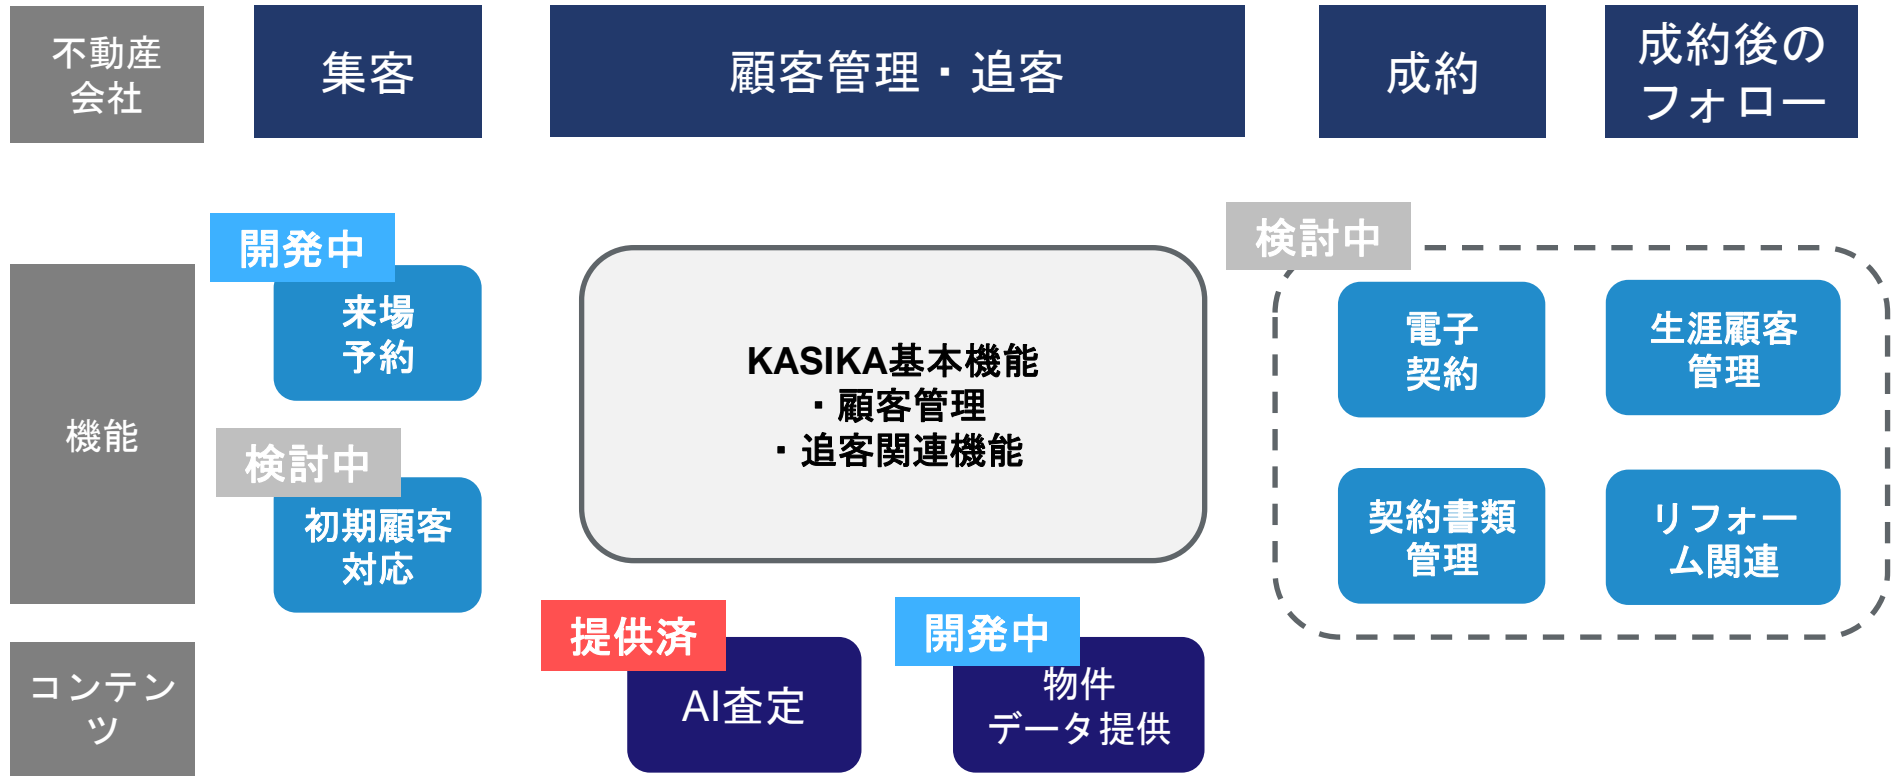 不動産
会社
集客
顧客管理・追客
成約
成約後の
フォロー
機能
開発中
来場
予約
検討中
初期顧客
対応
KASIKA基本機能
・顧客管理
・追客関連機能
検討中
電子
契約
生涯顧客
管理
契約書類
管理
リフォー
ム関連
コンテン
ツ
提供済
AI査定
開発中
物件
データ提供